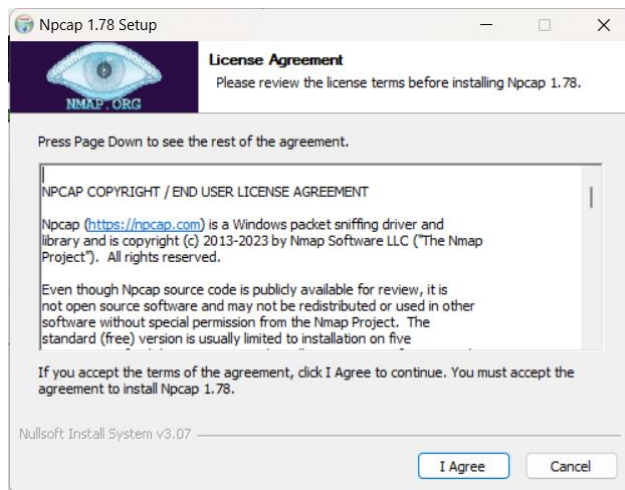 Npcap 1.78 Setup
License Agreement
Please review the license terms before installing Npcap 1.78.
NMAP.ORG
Press Page Down to see the rest of the agreement.
NPCAP COPYRIGHT / END USER LICENSE AGREEMENT
Npcap (https://npcap.com) is a Windows packet sniffing driver and
library and is copyright (c) 2013-2023 by Nmap Software LLC ("The Nmap
Project").  All rights reserved.
Even though Npcap source code is publicly available for review, it is
not open source software and may not be redistributed or used in other
software without special permission from the Nmap Project.  The
standard (free) version is usually limited to installation on five
If you accept the terms of the agreement, click I Agree to continue. You must accept the
agreement to install Npcap 1.78.
Nullsoft Install System v3.07
I Agree
Cancel